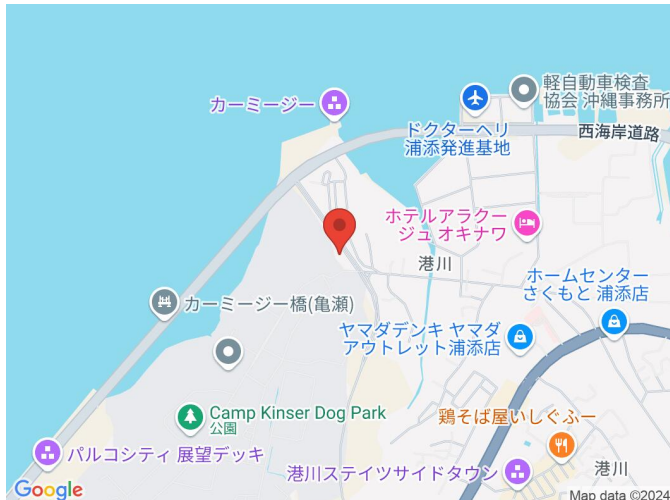 軽自動車検査
協会 沖縄事務所
カーミージー
西海岸道路
ドクターヘリ
浦添発進基地
ホテルアラクー
ジュ オキナワ
港川
ホームセンター
さくもと 浦添店
カーミージー橋(亀瀬)
ヤマダデンキ ヤマダ
アウトレット浦添店
Camp Kinser Dog Park
公園
鶏そば屋いしぐふー
パルコシティ 展望デッキ
港川ステイツサイドタウン
港川
Google
Map data ©2024